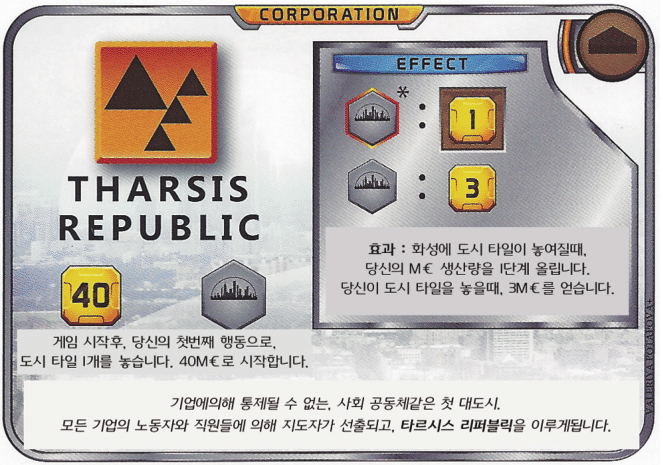 CORPORATION
THARSIS
REPUBLIC
40
게임 시작후, 당신의 첫번째 행동으로,
도시 타일 1개를 놓습니다. 40M€로 시작합니다.
EFFECT
* : 1
: 3
효과 : 화성에 도시 타일이 놓여질때,
당신의 M€ 생산량을 1단계 올립니다.
당신이 도시 타일을 놓을때, 3M€를 얻습니다.
기업에의해 통제될 수 없는, 사회 공동체같은 첫 대도시.
모든 기업의 노동자와 직원들에 의해 지도자가 선출되고, 타르시스 리퍼블릭을 이루게됩니다.